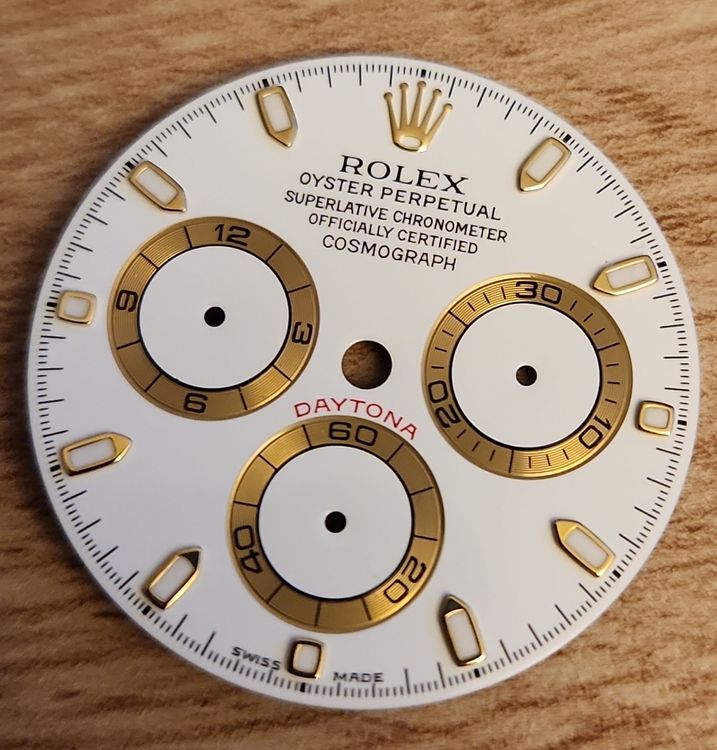 ROLEX
OYSTER PERPETUAL
SUPERLATIVE CHRONOMETER
OFFICIALLY CERTIFIED
COSMOGRAPH
12
3
6
9
30
10
20
DAYTONA
60
20
40
SWISS MADE